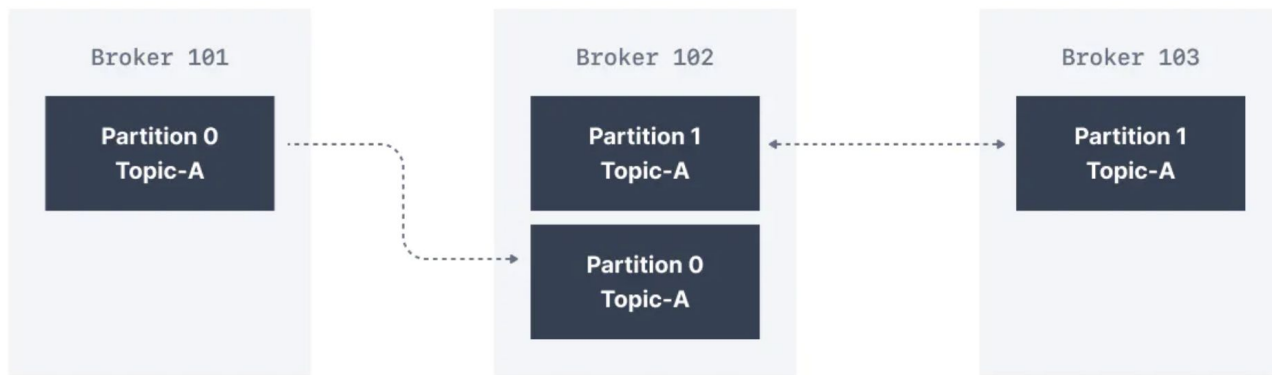 Broker 101
Partition 0
Topic-A
Broker 102
Partition 1
Topic-A
Partition 0
Topic-A
Broker 103
Partition 1
Topic-A